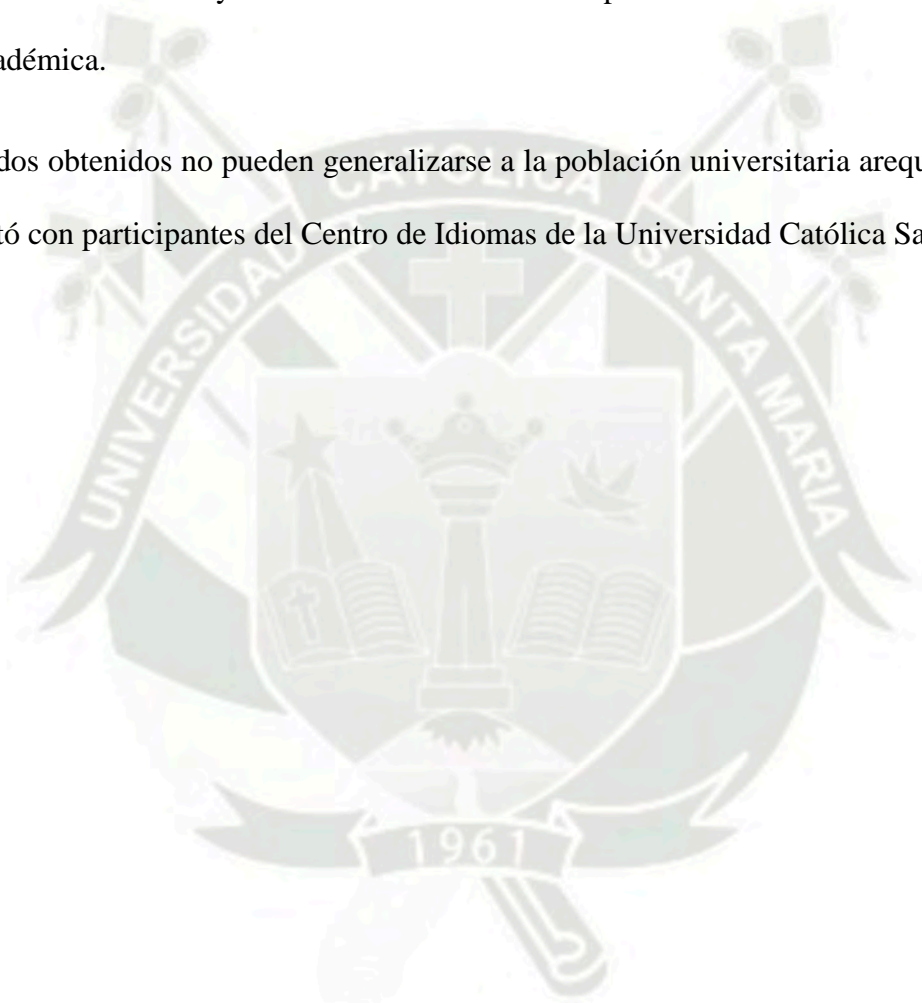 adémica.
dos obtenidos no pueden generalizarse a la población universitaria arequ
tó con participantes del Centro de Idiomas de la Universidad Católica Sa
UNIVERSIDAD CATOLICA SANTA MARIA
1961